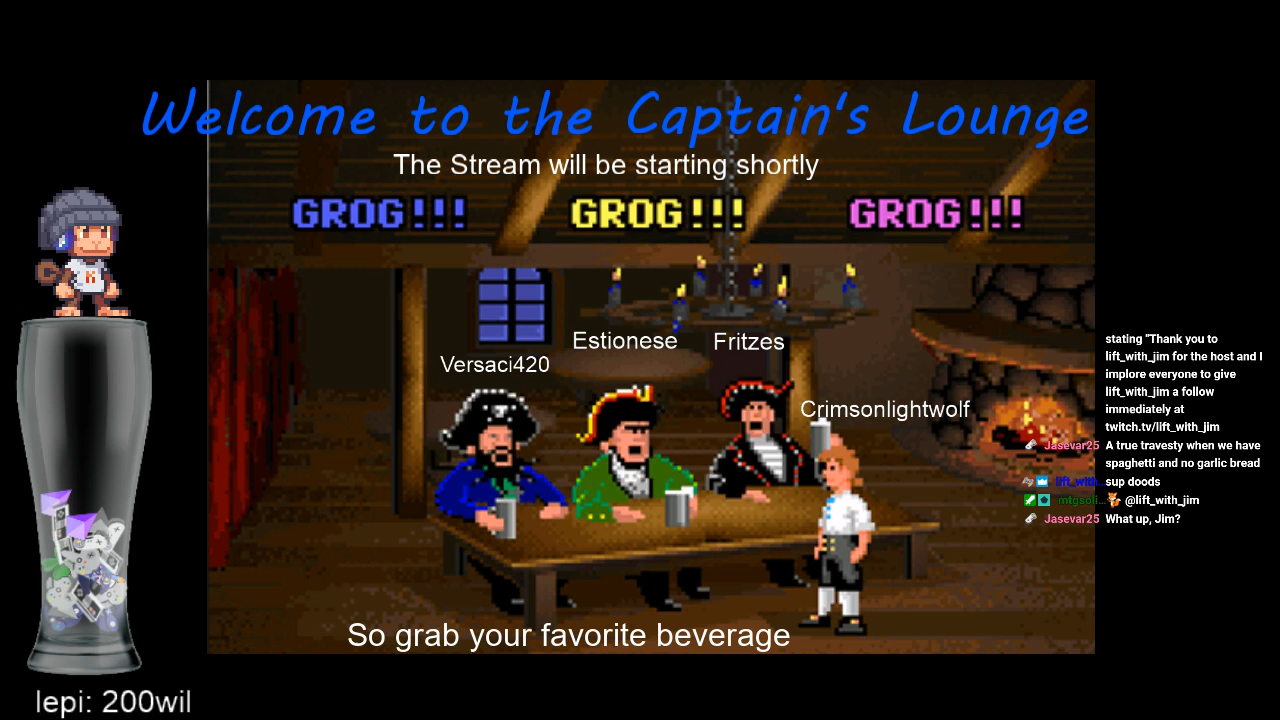 Welcome to the Captain's Lounge
The Stream will be starting shortly
GROG!!! GROG!!! GROG!!!
Estionese Fritzes
Versaci420
Crimsonlightwolf
K
stating "Thank you to
lift_with_jim for the host and I
implore everyone to give
lift_with_jim a follow
immediately at
twitch.tv/lift_with_jim
Jasevar25 A true travesty when we have
spaghetti and no garlic bread
lift_with... sup doods
mtgsoli... @lift_with_jim
Jasevar25 What up, Jim?
So grab your favorite beverage
lepi: 200wil